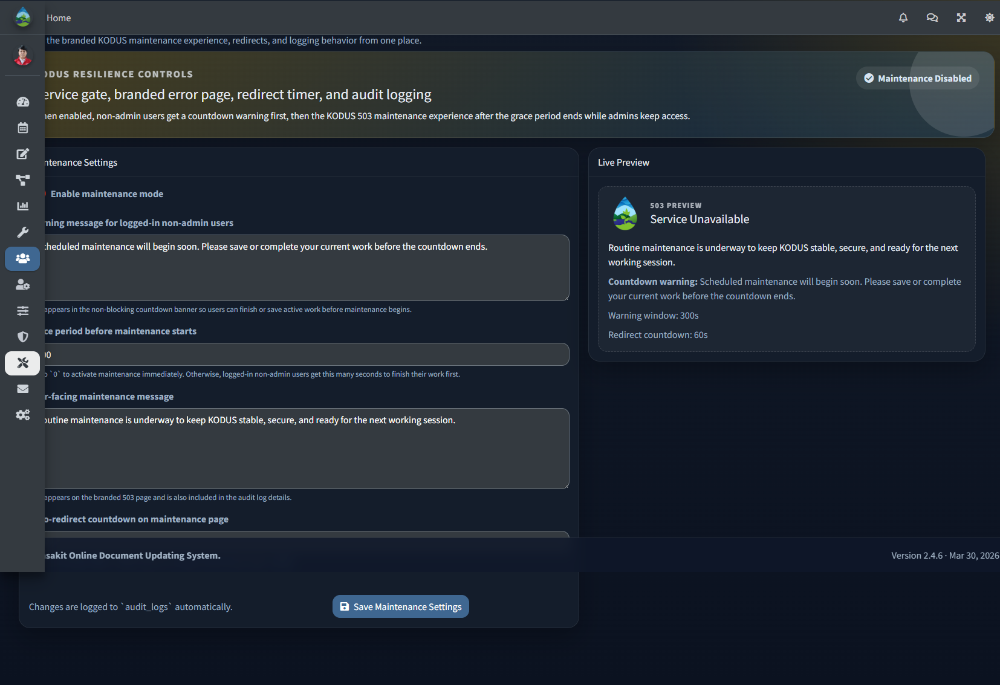 Home
the branded KODUS maintenance experience, redirects, and logging behavior from one place.
ODUS RESILIENCE CONTROLS
ervice gate, branded error page, redirect timer, and audit logging
en enabled, non-admin users get a countdown warning first, then the KODUS 503 maintenance experience after the grace period ends while admins keep access.
Maintenance Disabled
ntenance Settings
Enable maintenance mode
rning message for logged-in non-admin users
cheduled maintenance will begin soon. Please save or complete your current work before the countdown ends.
appears in the non-blocking countdown banner so users can finish or save active work before maintenance begins.
ce period before maintenance starts
00
o `0` to activate maintenance immediately. Otherwise, logged-in non-admin users get this many seconds to finish their work first.
r-facing maintenance message
outine maintenance is underway to keep KODUS stable, secure, and ready for the next working session.
appears on the branded 503 page and is also included in the audit log details.
o-redirect countdown on maintenance page
Live Preview
503 PREVIEW
Service Unavailable
Routine maintenance is underway to keep KODUS stable, secure, and ready for the next
working session.
Countdown warning: Scheduled maintenance will begin soon. Please save or complete
your current work before the countdown ends.
Warning window: 300s
Redirect countdown: 60s
sakit Online Document Updating System.
Version 2.4.6 · Mar 30, 2026
Changes are logged to `audit_logs` automatically.
Save Maintenance Settings